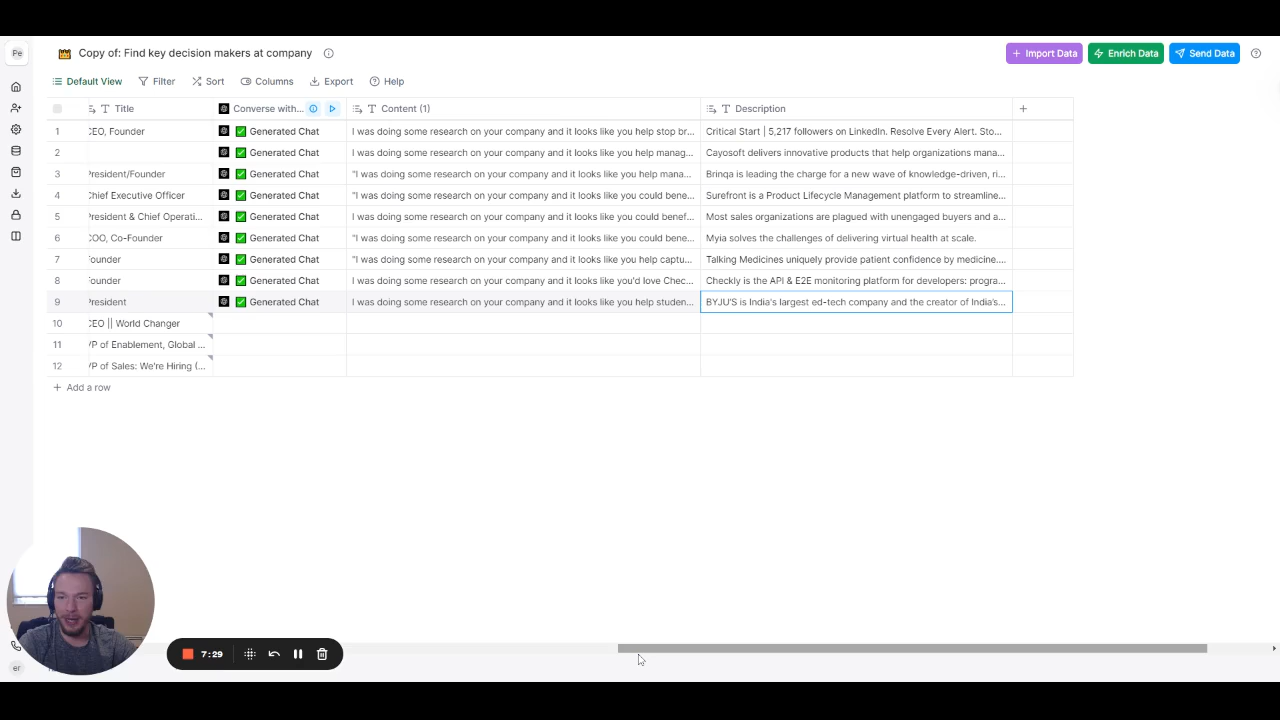 Pe
Copy of: Find key decision makers at company
Import Data
Enrich Data
Send Data
Default View
Filter
Sort
Columns
Export
Help
Title
Converse with...
Content (1)
Description
1 CEO, Founder Generated Chat I was doing some research on your company and it looks like you help stop br... Critical Start | 5,217 followers on LinkedIn. Resolve Every Alert. Sto...
2 Generated Chat I was doing some research on your company and it looks like you help manag... Cayosoft delivers innovative products that help organizations mana...
3 President/Founder Generated Chat "I was doing some research on your company and it looks like you help mana... Brinqa is leading the charge for a new wave of knowledge-driven, ri...
4 Chief Executive Officer Generated Chat "I was doing some research on your company and it looks like you could bene... Surefront is a Product Lifecycle Management platform to streamline...
5 President & Chief Operati... Generated Chat I was doing some research on your company and it looks like you could benef... Most sales organizations are plagued with unengaged buyers and a...
6 COO, Co-Founder Generated Chat "I was doing some research on your company and it looks like you could bene... Myia solves the challenges of delivering virtual health at scale.
7 Founder Generated Chat "I was doing some research on your company and it looks like you help captu... Talking Medicines uniquely provide patient confidence by medicine....
8 Founder Generated Chat I was doing some research on your company and it looks like you'd love Chec... Checkly is the API & E2E monitoring platform for developers: progra...
9 President Generated Chat I was doing some research on your company and it looks like you help studen... BYJU'S is India's largest ed-tech company and the creator of India's...
10 CEO || World Changer
11 VP of Enablement, Global ...
12 VP of Sales: We're Hiring (...
Add a row
7:29
er